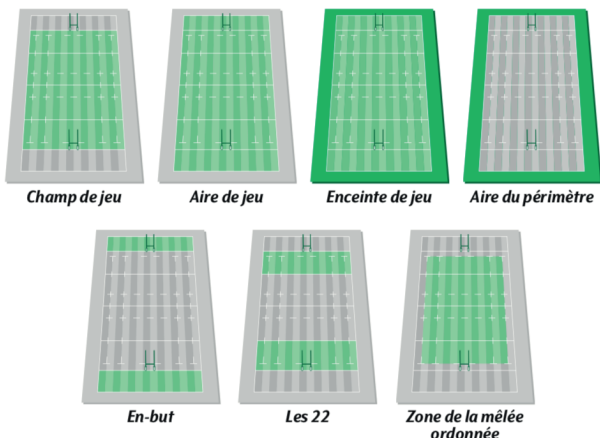 Champ de jeu
Aire de jeu
Enceinte de jeu
Aire du périmètre
En-but
Les 22
Zone de la mêlée
ordonnée